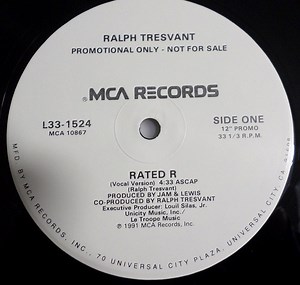 RALPH TRESVANT
PROMOTIONAL ONLY - NOT FOR SALE
®MCA RECORDS
L33-1524
MCA 10867
SIDE ONE
12" PROMO
33 1/3 R.P.M.
RATED R
(Vocal Version) 4:33 ASCAP
(Ralph Tresvant)
PRODUCED BY JAM & LEWIS
CO-PRODUCED BY RALPH TRESVANT
Executive Producer: Louil Silas, Jr.
Unicity Music, Inc./
Le Troopo Music
℗ 1991 MCA Records, Inc.
MFG. BY MCA RECORDS, INC., 70 UNIVERSAL CITY PLAZA, UNIVERSAL CITY, CA